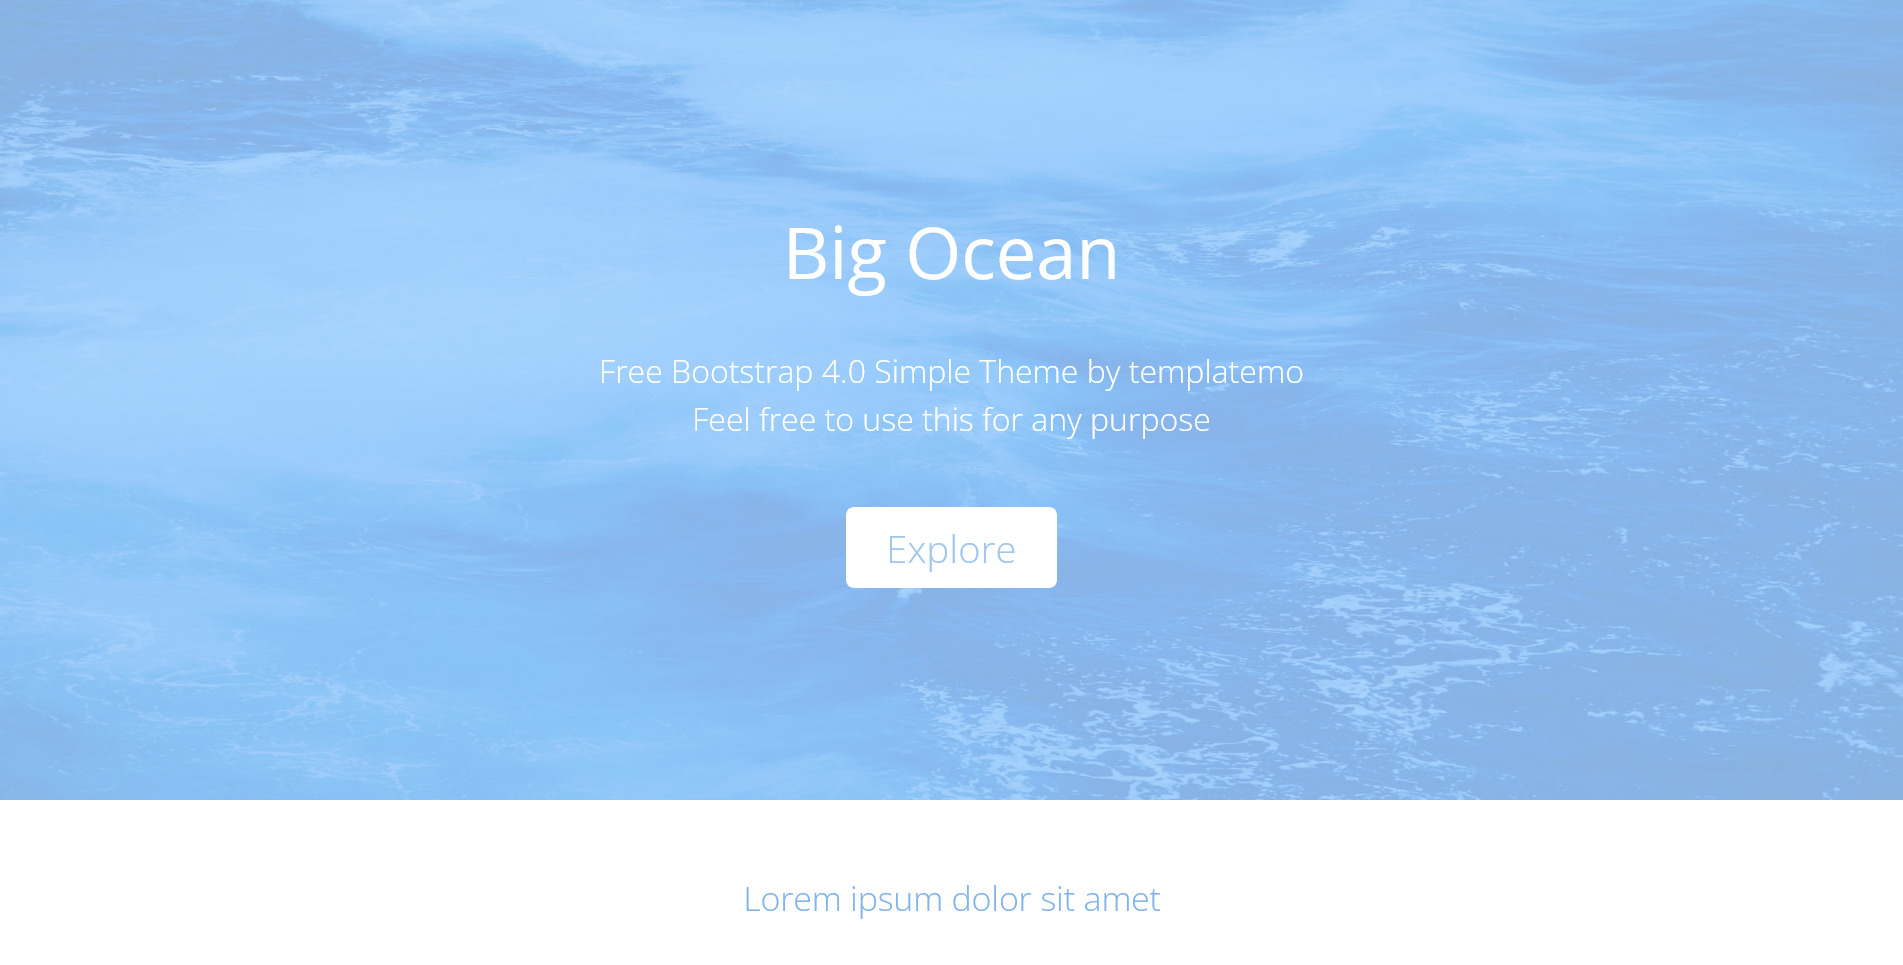 Big Ocean
Free Bootstrap 4.0 Simple Theme by templatemo
Feel free to use this for any purpose
Explore
Lorem ipsum dolor sit amet